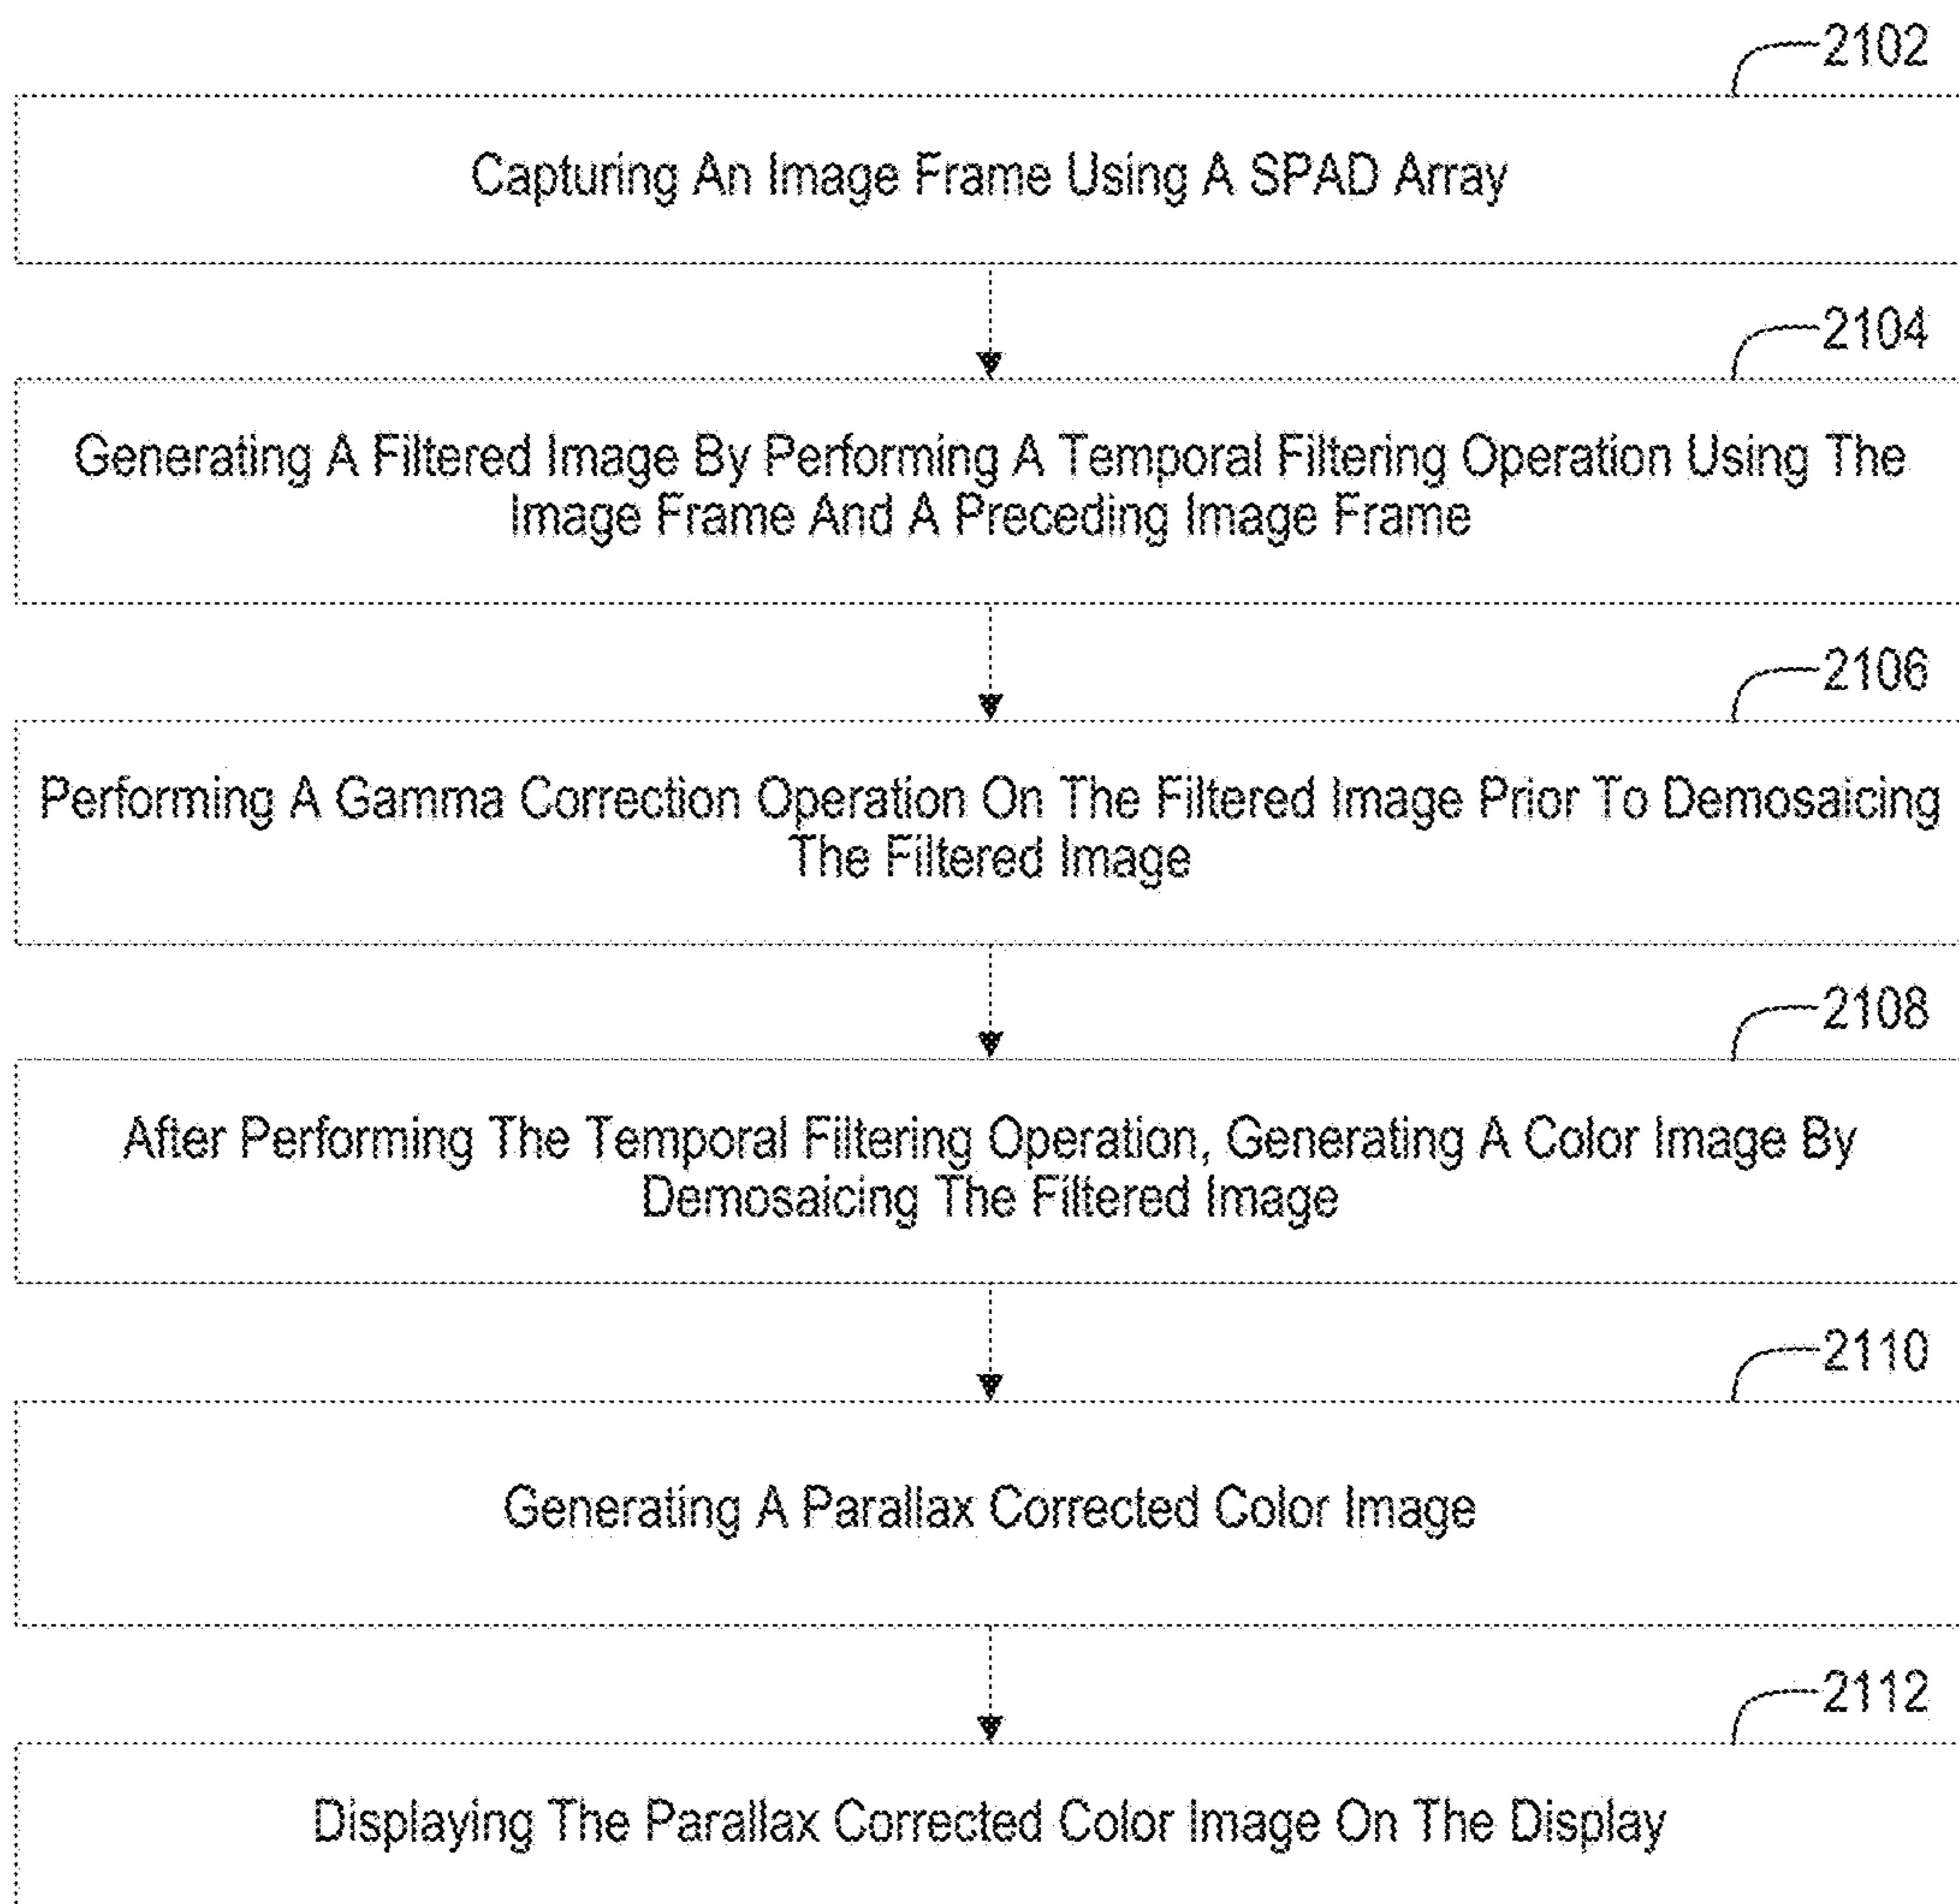 2102
Capturing An Image Frame Using A SPAD Array
2104
Generating A Filtered Image By Performing A Temporal Filtering Operation Using The
Image Frame And A Preceding Image Frame
2106
Performing A Gamma Correction Operation On The Filtered Image Prior To Demosaicing
The Filtered Image
2108
After Performing The Temporal Filtering Operation, Generating A Color Image By
Demosaicing The Filtered Image
2110
Generating A Parallax Corrected Color Image
2112
Displaying The Parallax Corrected Color Image On The Display